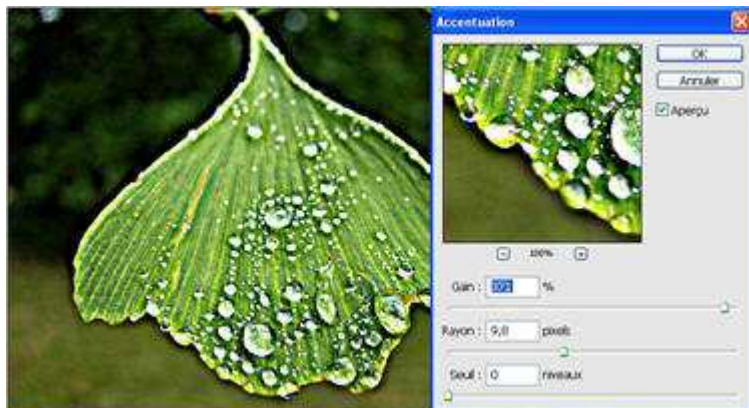 Accentuation
OK
Annuler
Aperçu
100%
Gain : %
Rayon : 9,8 pixels
Seuil : 0 niveaux